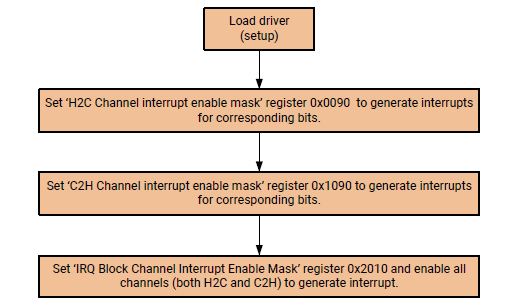 Load driver
(setup)
Set ‘H2C Channel interrupt enable mask’ register 0x0090 to generate interrupts
for corresponding bits.
Set ‘C2H Channel interrupt enable mask’ register 0x1090 to generate interrupts
for corresponding bits.
Set ‘IRQ Block Channel Interrupt Enable Mask’ register 0x2010 and enable all
channels (both H2C and C2H) to generate interrupt.